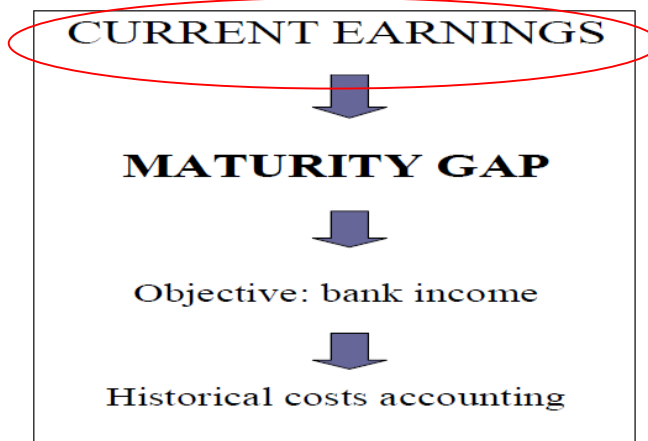 CURRENT EARNINGS
MATURITY GAP
Objective: bank income
Historical costs accounting